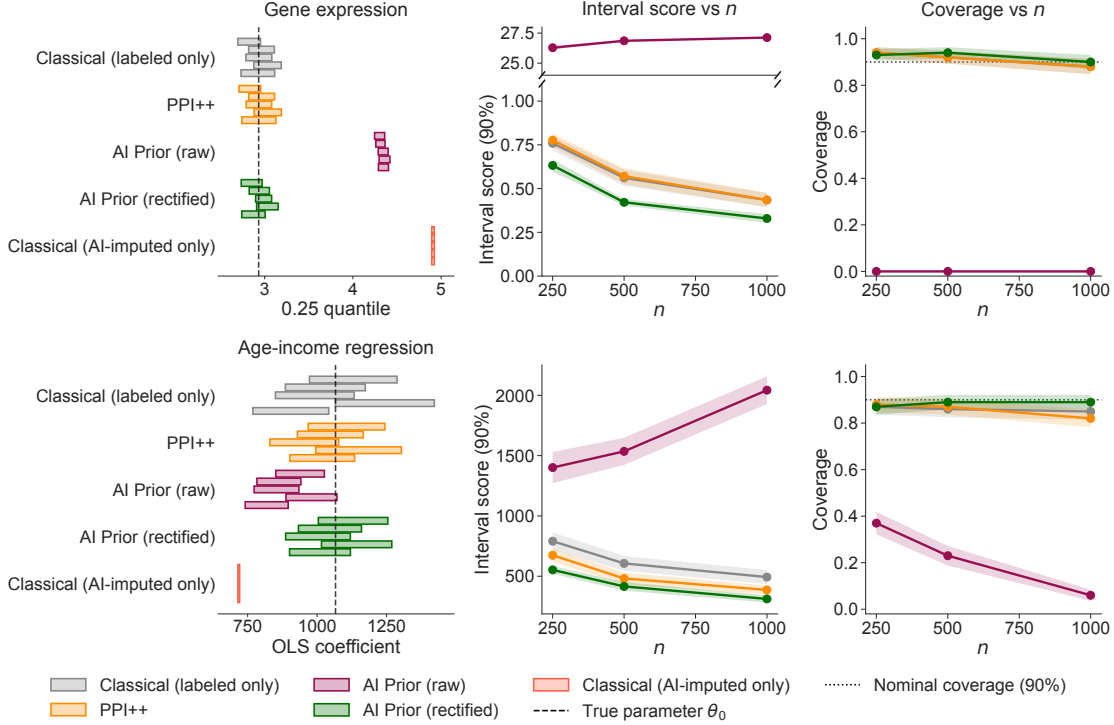 Gene expression
Interval score vs n
Coverage vs n
Classical (labeled only)
PPI++
AI Prior (raw)
AI Prior (rectified)
Classical (AI-imputed only)
3
4
5
0.25 quantile
Interval score (90%)
27.5
25.0
1.00
0.75
0.50
0.25
0.00
250
500
750
1000
n
Coverage
1.0
0.8
0.6
0.4
0.2
0.0
250
500
750
1000
n
Age-income regression
Classical (labeled only)
PPI++
AI Prior (raw)
AI Prior (rectified)
Classical (AI-imputed only)
750
1000
1250
OLS coefficient
Interval score (90%)
2000
1500
1000
500
250
500
750
1000
n
Coverage
1.0
0.8
0.6
0.4
0.2
0.0
250
500
750
1000
n
Classical (labeled only)
PPI++
AI Prior (raw)
AI Prior (rectified)
Classical (AI-imputed only)
True parameter θ₀
Nominal coverage (90%)